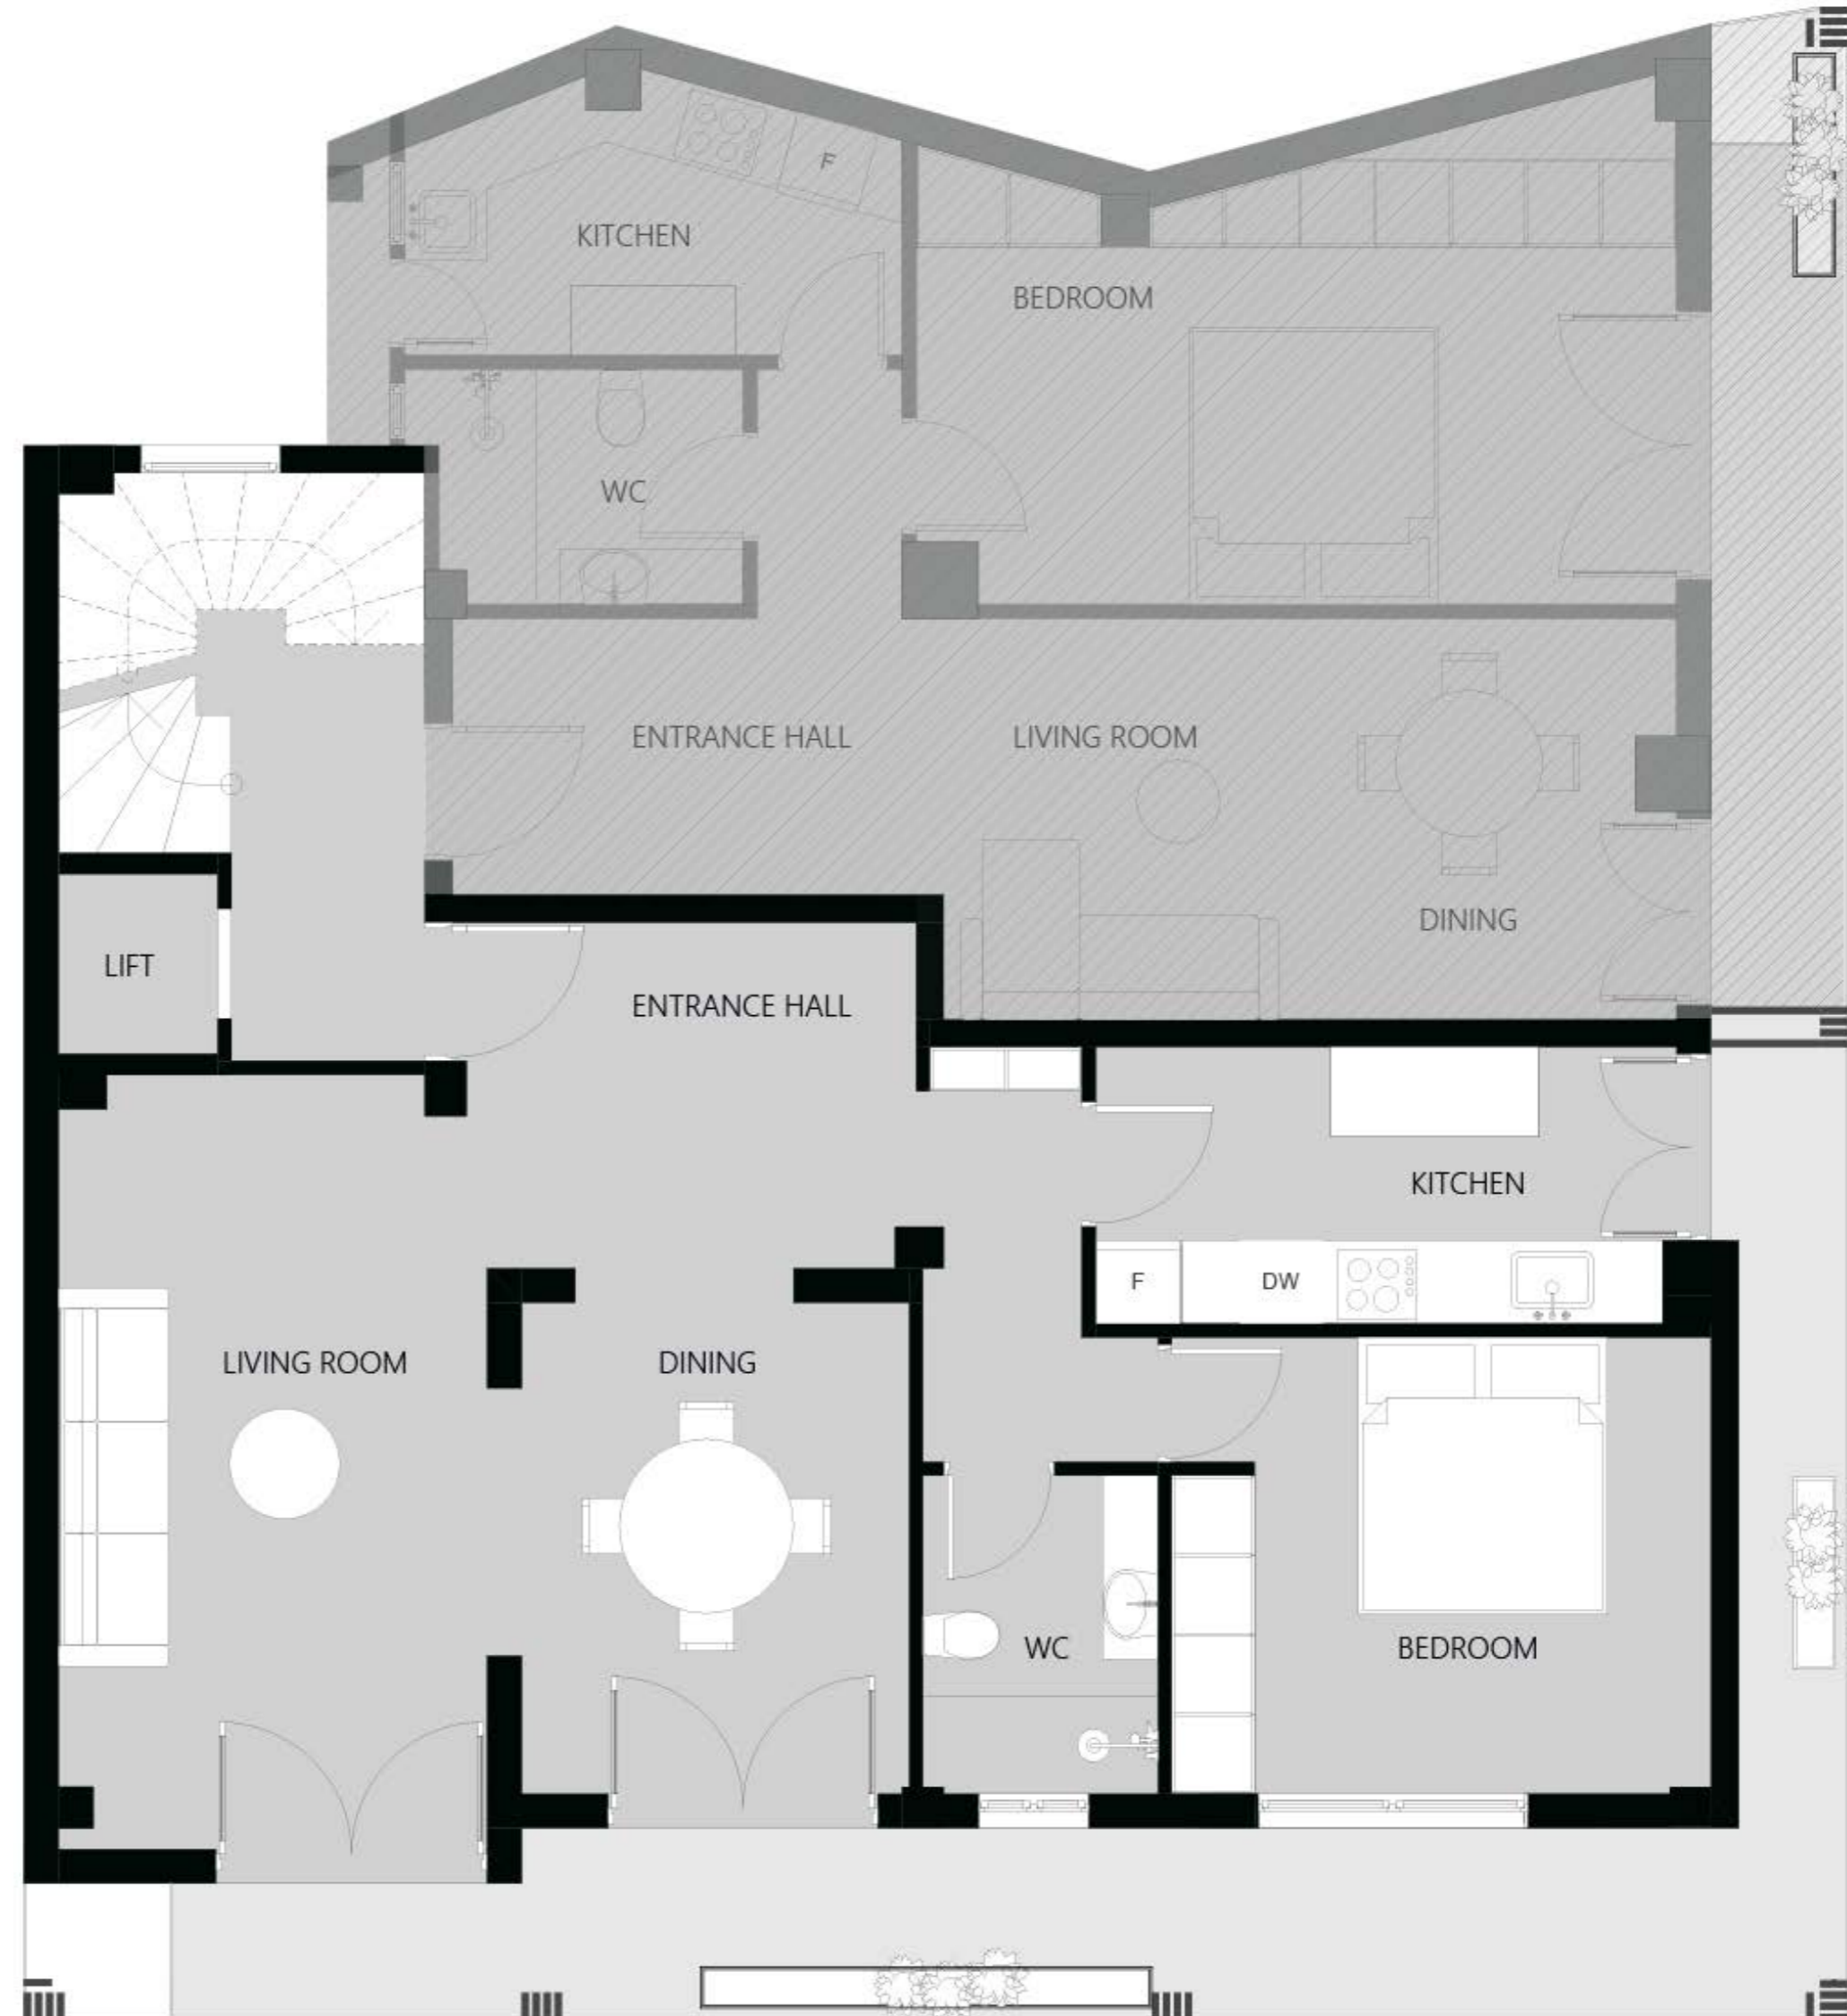 F
KITCHEN
BEDROOM
WC
ENTRANCE HALL
LIVING ROOM
DINING
LIFT
ENTRANCE HALL
KITCHEN
F
DW
LIVING ROOM
DINING
WC
BEDROOM